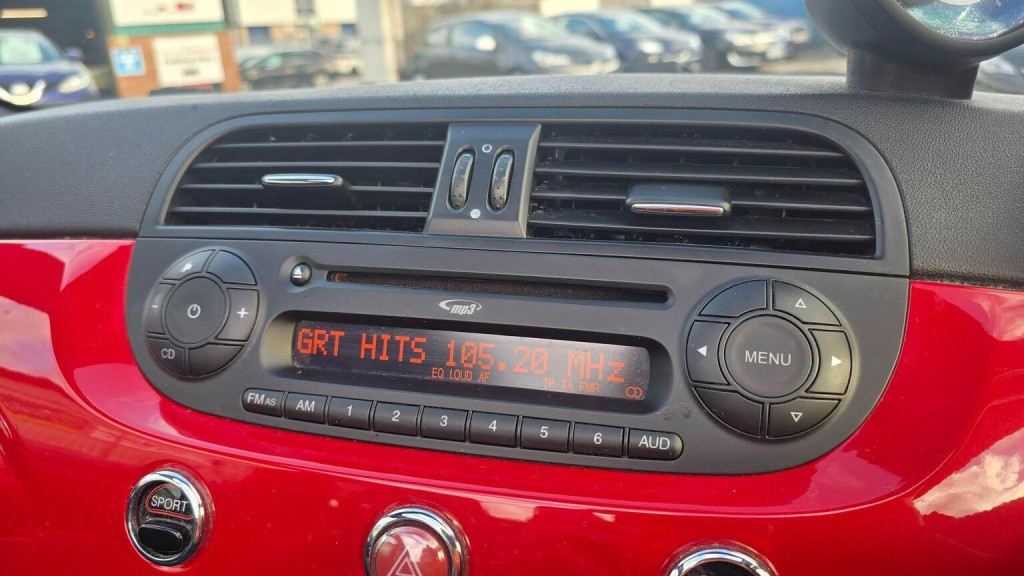 mp3
GRT HITS 105.20 MHz
EQ LOUD AF TP TA FMR
- +
CD
MENU
FMAS AM 1 2 3 4 5 6 AUD
SPORT